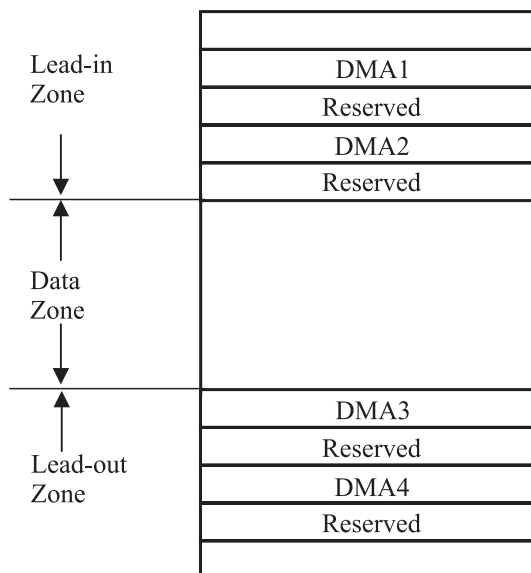 Lead-in
Zone
DMA1
Reserved
DMA2
Reserved
Data
Zone
DMA3
Reserved
Lead-out
Zone
DMA4
Reserved